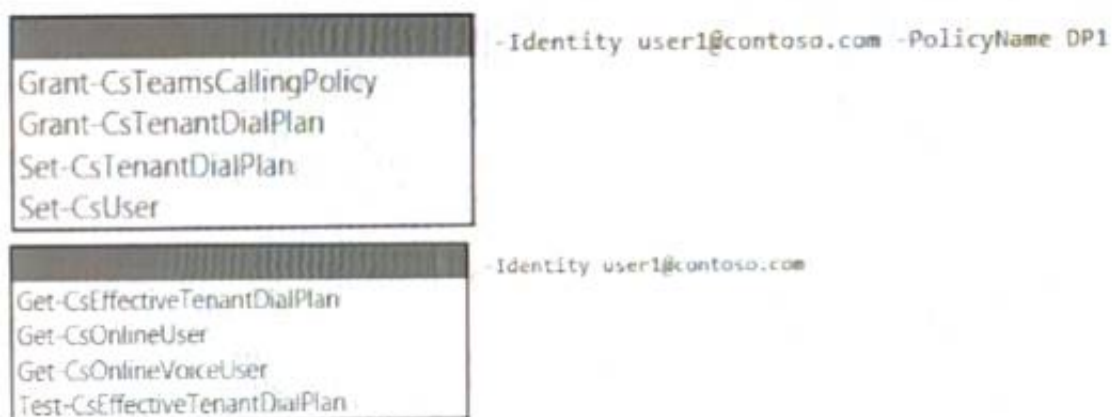 -Identity user1@contoso.com -PolicyName DP1
Grant-CsTeamsCallingPolicy
Grant-CsTenantDialPlan
Set-CsTenantDialPlan
Set-CsUser
-Identity user1@contoso.com
Get-CsEffectiveTenantDialPlan
Get-CsOnlineUser
Get-CsOnlineVoiceUser
Test-CsEffectiveTenantDialPlan